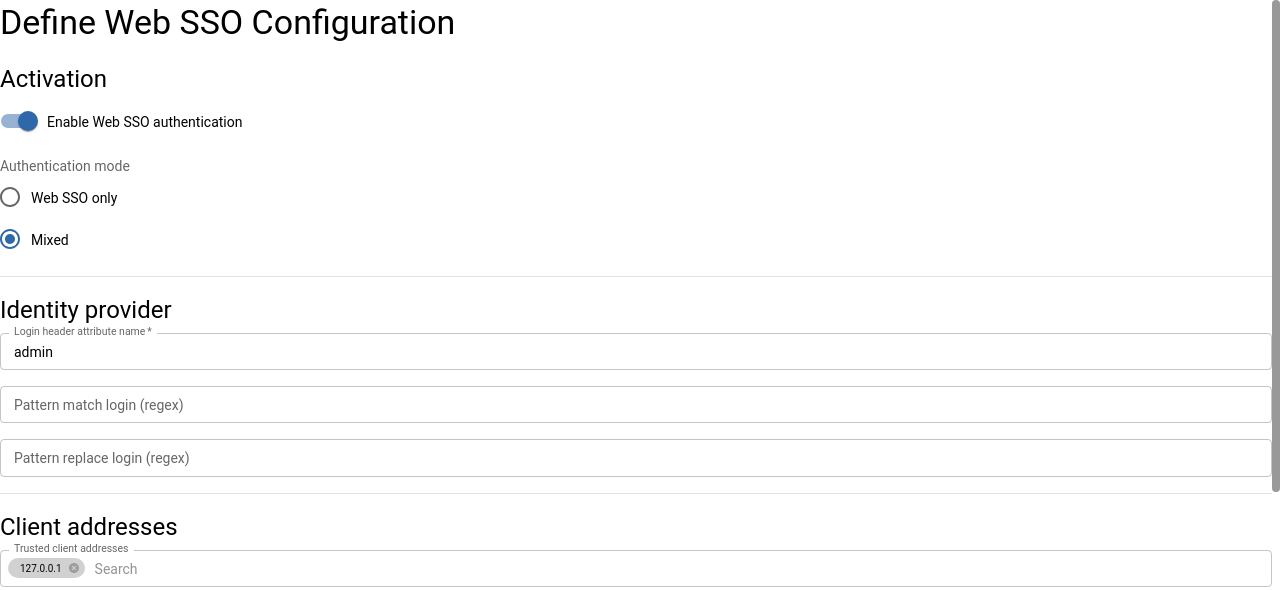 Define Web SSO Configuration
Activation
Enable Web SSO authentication
Authentication mode
Web SSO only
Mixed
Identity provider
Login header attribute name *
admin
Pattern match login (regex)
Pattern replace login (regex)
Client addresses
Trusted client addresses
127.0.0.1 Search